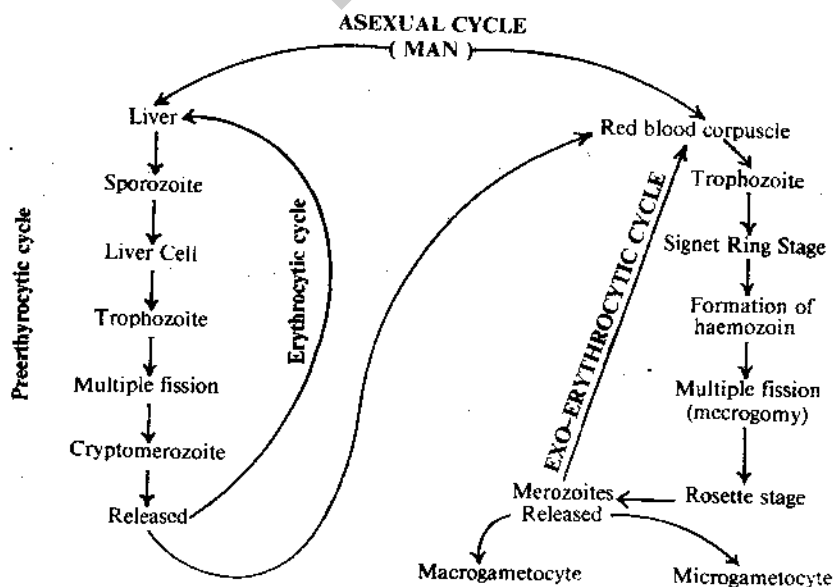 ASEXUAL CYCLE
( MAN )
Liver
Sporozoite
Liver Cell
Trophozoite
Multiple fission
Cryptomerozoite
Released
Preerthyrocytic cycle
Erythrocytic cycle
EXO-ERYTHROCYTIC CYCLE
Red blood corpuscle
Trophozoite
Signet Ring Stage
Formation of
haemozoin
Multiple fission
(mecrogomy)
Rosette stage
Merozoites
Released
Macrogametocyte
Microgametocyte